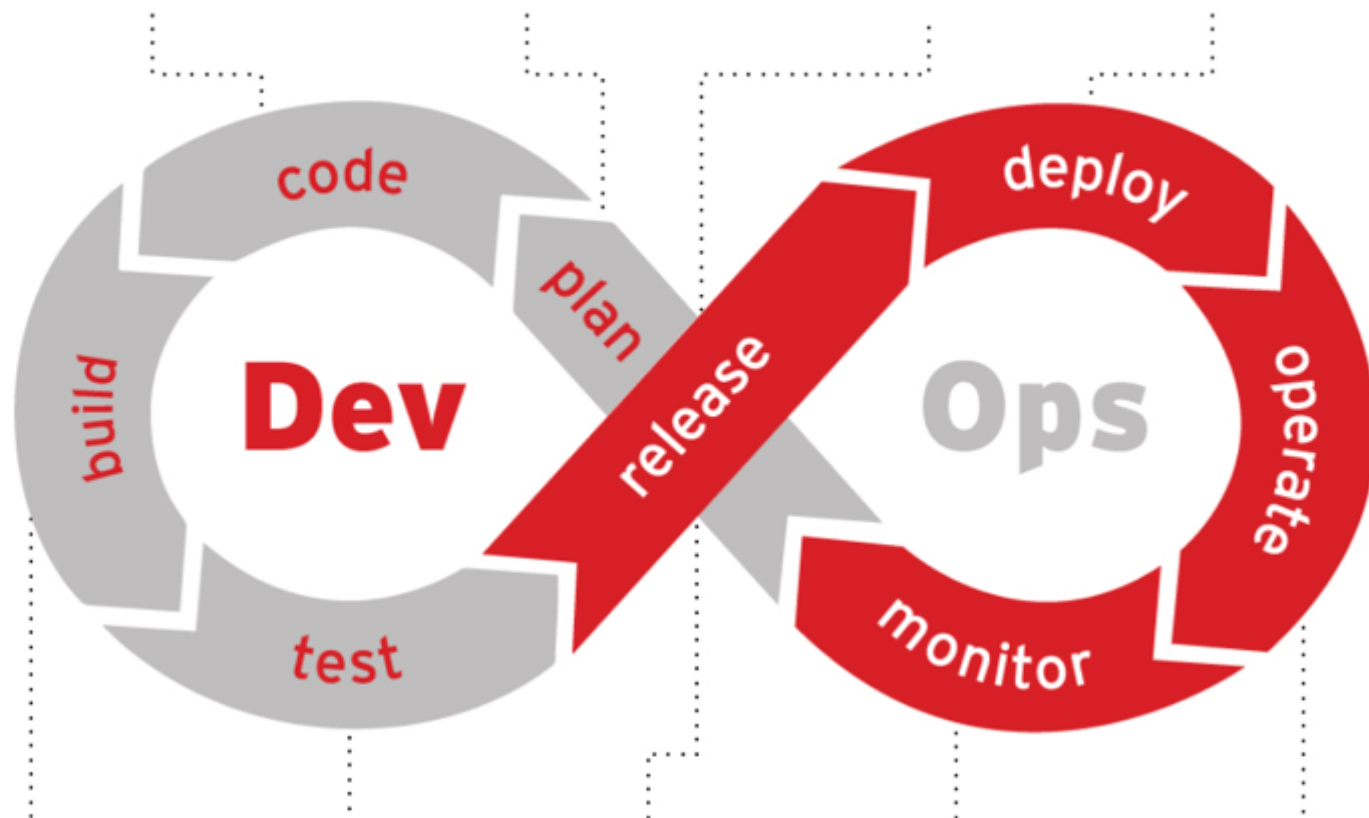 code
deploy
plan
build
Dev
release
Ops
operate
test
monitor